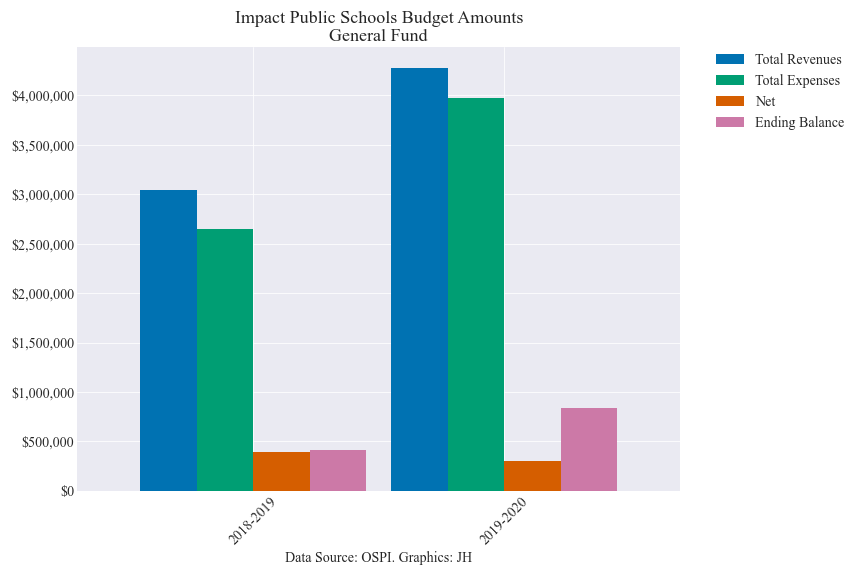 Impact Public Schools Budget Amounts
General Fund
Total Revenues
Total Expenses
Net
Ending Balance
$4,000,000
$3,500,000
$3,000,000
$2,500,000
$2,000,000
$1,500,000
$1,000,000
$500,000
$0
2018-2019
2019-2020
Data Source: OSPI. Graphics: JH